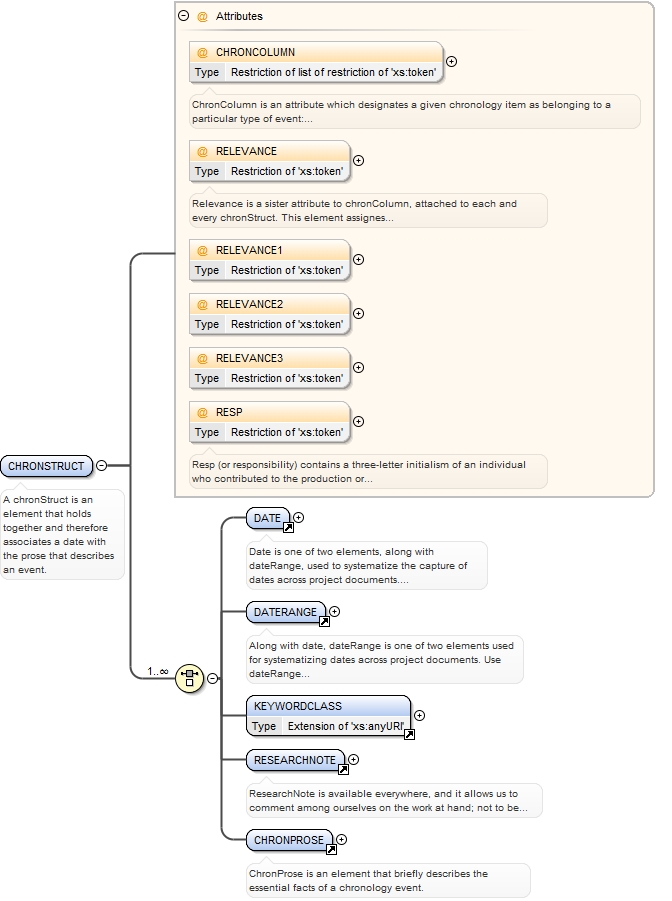 Attributes
@ CHRONCOLUMN
Type Restriction of list of restriction of 'xs:token'
ChronColumn is an attribute which designates a given chronology item as belonging to a
particular type of event:...
@ RELEVANCE
Type Restriction of 'xs:token'
Relevance is a sister attribute to chronColumn, attached to each and
every chronStruct. This element assignes...
@ RELEVANCE1
Type Restriction of 'xs:token'
@ RELEVANCE2
Type Restriction of 'xs:token'
@ RELEVANCE3
Type Restriction of 'xs:token'
@ RESP
Type Restriction of 'xs:token'
Resp (or responsibility) contains a three-letter initialism of an individual
who contributed to the production or...
CHRONSTRUCT
A chronStruct is an
element that holds
together and therefore
associates a date with
the prose that describes
an event.
1..∞
DATE
Date is one of two elements, along with
dateRange, used to systematize the capture of
dates across project documents....
DATERANGE
Along with date, dateRange is one of two elements used
for systematizing dates across project documents. Use
dateRange...
KEYWORDCLASS
Type Extension of 'xs:anyURI'
RESEARCHNOTE
ResearchNote is available everywhere, and it allows us to
comment among ourselves on the work at hand; not to be...
CHRONPROSE
ChronProse is an element that briefly describes the
essential facts of a chronology event.